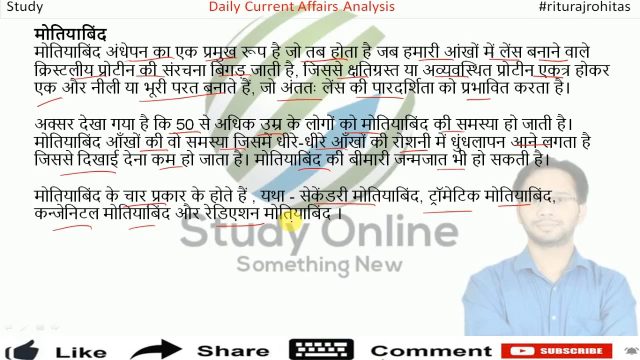 Study Daily Current Affairs Analysis #riturajrohitas
मोतियाबिंद
मोतियाबिंद अंधेपन का एक प्रमुख रूप है जो तब होता है जब हमारी आंखों में लेंस बनाने वाले
क्रिस्टलीय प्रोटीन की संरचना बिगड़ जाती है, जिससे क्षतिग्रस्त या अव्यवस्थित प्रोटीन एकत्र होकर
एक और नीली या भूरी परत बनाते हैं, जो अंततः लेंस की पारदर्शिता को प्रभावित करता है।
अक्सर देखा गया है कि 50 से अधिक उम्र के लोगों को मोतियाबिंद की समस्या हो जाती है।
मोतियाबिंद आँखों की वो समस्या जिसमें धीरे-धीरे आँखों की रोशनी में धुंधलापन आने लगता है
जिससे दिखाई देना कम हो जाता है। मोतियाबिंद की बीमारी जन्मजात भी हो सकती है।
मोतियाबिंद के चार प्रकार के होते हैं , यथा - सेकेंडरी मोतियाबिंद, ट्रॉमेटिक मोतियाबिंद,
कन्जेनिटल मोतियाबिंद और रेडिएशन मोतियाबिंद ।
Study Online
Something New
Like Share Comment SUBSCRIBE